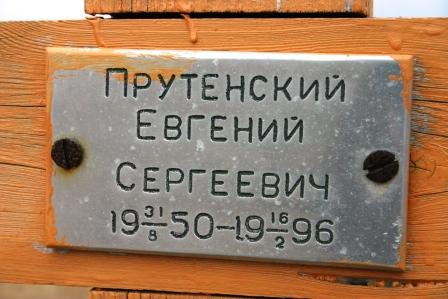 ПРУТЕНСКИЙ
ЕВГЕНИЙ
СЕРГЕЕВИЧ
19 31/8 50-19 16/2 96